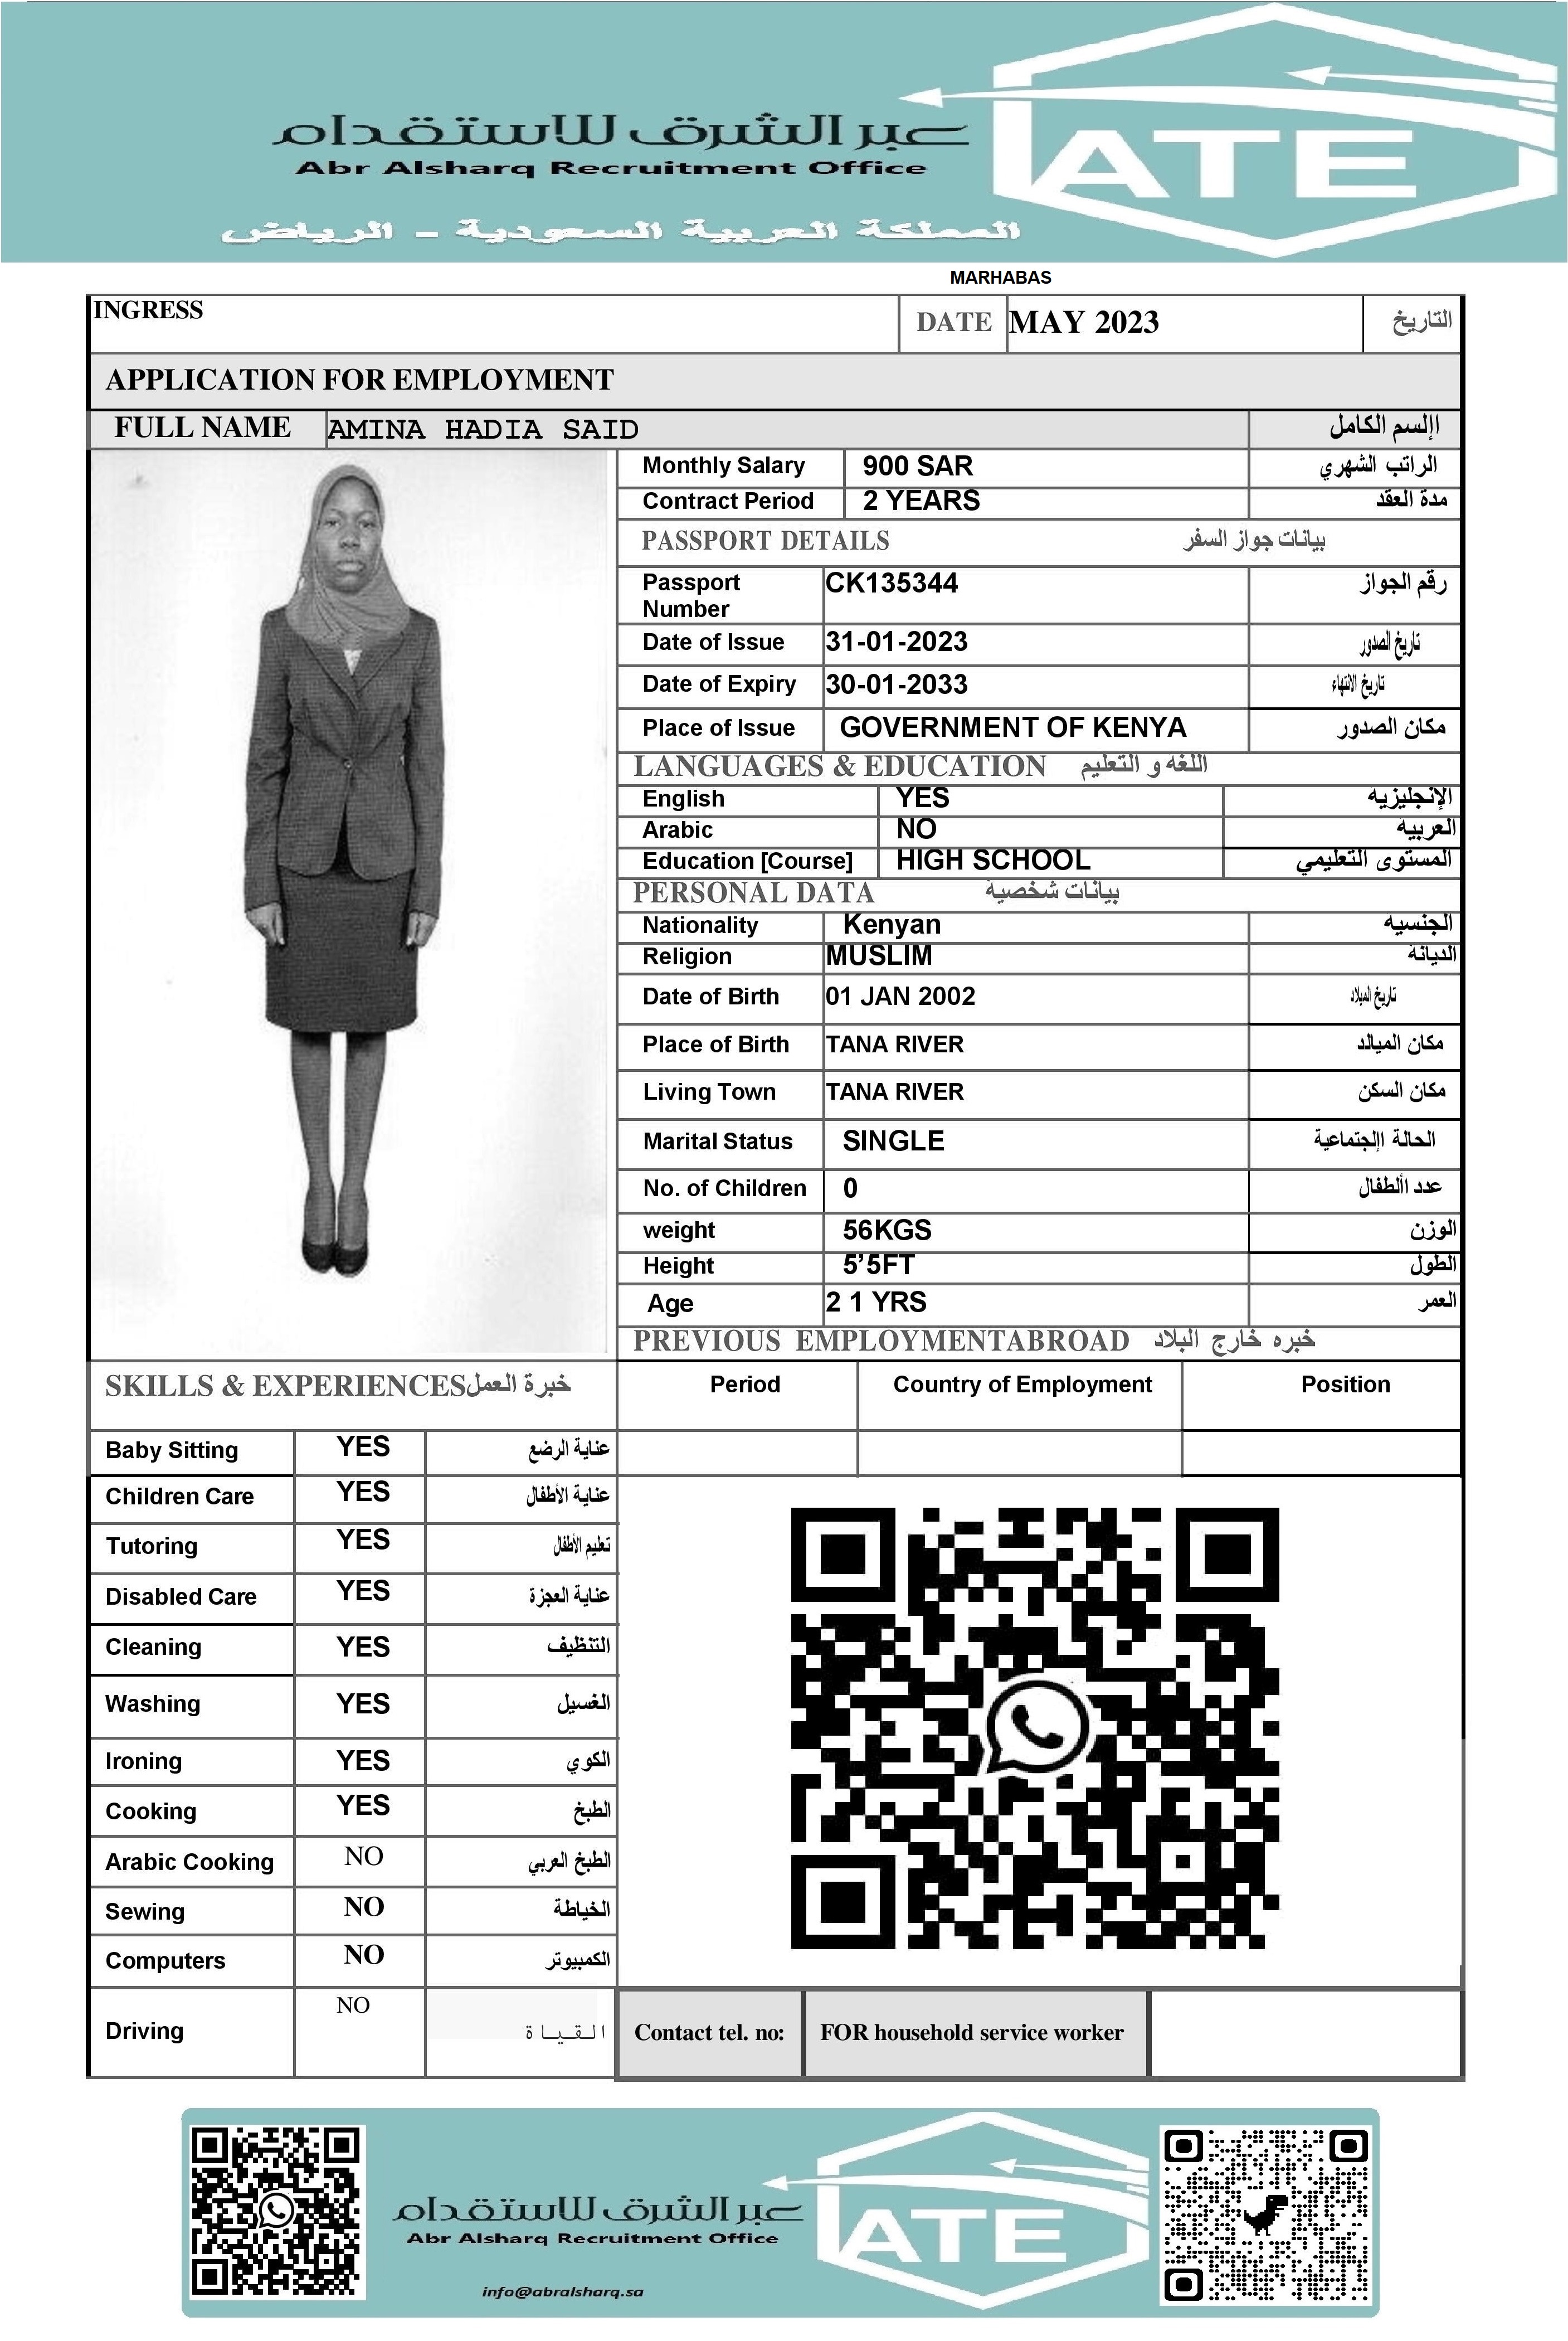 عبر الشرق للاستقدام
Abr Alsharq Recruitment Office
المملكة العربية السعودية - الرياض
ATE
MARHABAS
INGRESS
DATE MAY 2023 التاريخ
APPLICATION FOR EMPLOYMENT
FULL NAME AMINA HADIA SAID اإلسم الكامل
Monthly Salary 900 SAR الراتب الشهري
Contract Period 2 YEARS مدة العقد
PASSPORT DETAILS بيانات جواز السفر
Passport Number CK135344 رقم الجواز
Date of Issue 31-01-2023 تاريخ الصدور
Date of Expiry 30-01-2033 تاريخ الانتهاء
Place of Issue GOVERNMENT OF KENYA مكان الصدور
LANGUAGES & EDUCATION اللغه و التعليم
English YES الإنجليزيه
Arabic NO العربيه
Education [Course] HIGH SCHOOL المستوى التعليمي
PERSONAL DATA بيانات شخصية
Nationality Kenyan الجنسيه
Religion MUSLIM الديانة
Date of Birth 01 JAN 2002 تاريخ الميلاد
Place of Birth TANA RIVER مكان الميالد
Living Town TANA RIVER مكان السكن
Marital Status SINGLE الحالة اإلجتماعية
No. of Children 0 عدد األطفال
weight 56KGS الوزن
Height 5’5FT الطول
Age 2 1 YRS العمر
PREVIOUS EMPLOYMENTABROAD خبره خارج البلاد
Period Country of Employment Position
SKILLS & EXPERIENCES خبرة العمل
Baby Sitting YES عناية الرضع
Children Care YES عناية الأطفال
Tutoring YES تعليم الأطفال
Disabled Care YES عناية العجزة
Cleaning YES التنظيف
Washing YES الغسيل
Ironing YES الكوي
Cooking YES الطبخ
Arabic Cooking NO الطبخ العربي
Sewing NO الخياطة
Computers NO الكمبيوتر
Driving NO القياة
Contact tel. no: FOR household service worker
عبر الشرق للاستقدام
Abr Alsharq Recruitment Office
ATE
info@abralsharq.sa